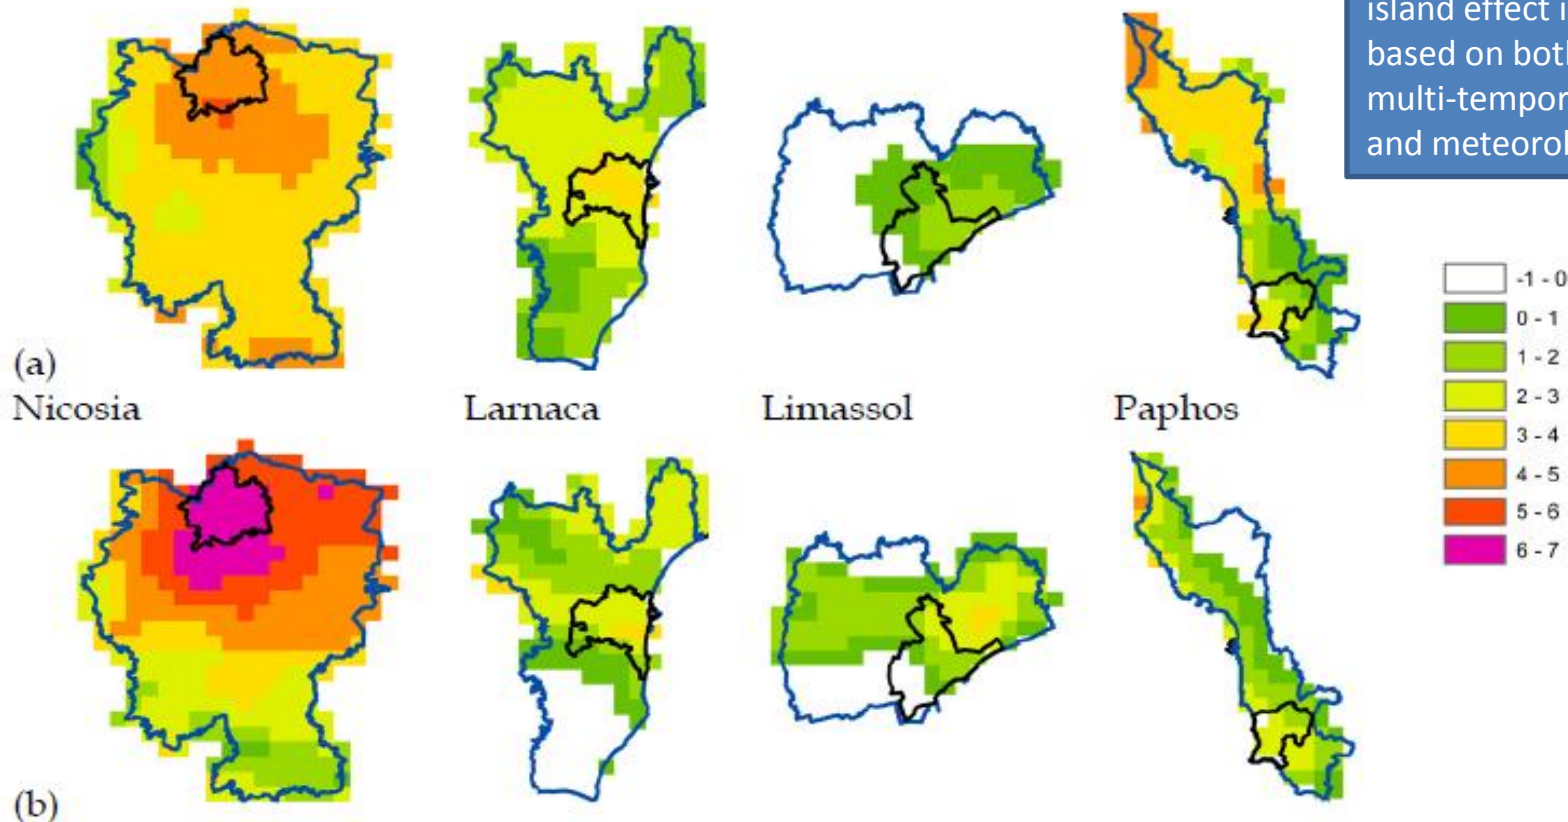 island effect i
based on both
multi-tempor
and meteorol
(a)
Nicosia Larnaca Limassol Paphos
(b)
-1 - 0
0 - 1
1 - 2
2 - 3
3 - 4
4 - 5
5 - 6
6 - 7